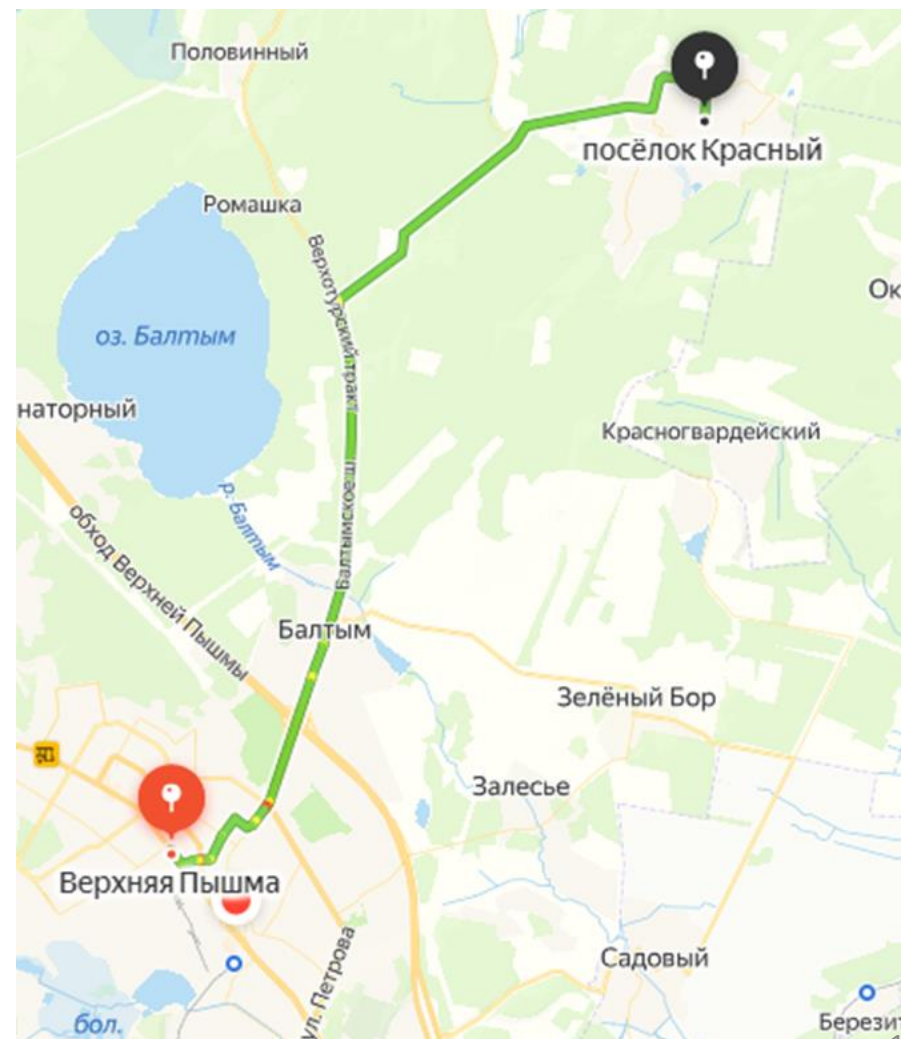 Половинный
посёлок Красный
Ромашка
Верхотурский тракт
Ок
оз. Балтым
наторный
Красногвардейский
Балтымское ш.
р. Балтым
обход Верхней Пышмы
Балтым
Зелёный Бор
Залесье
Верхняя Пышма
ул. Петрова
Садовый
бол.
Березит